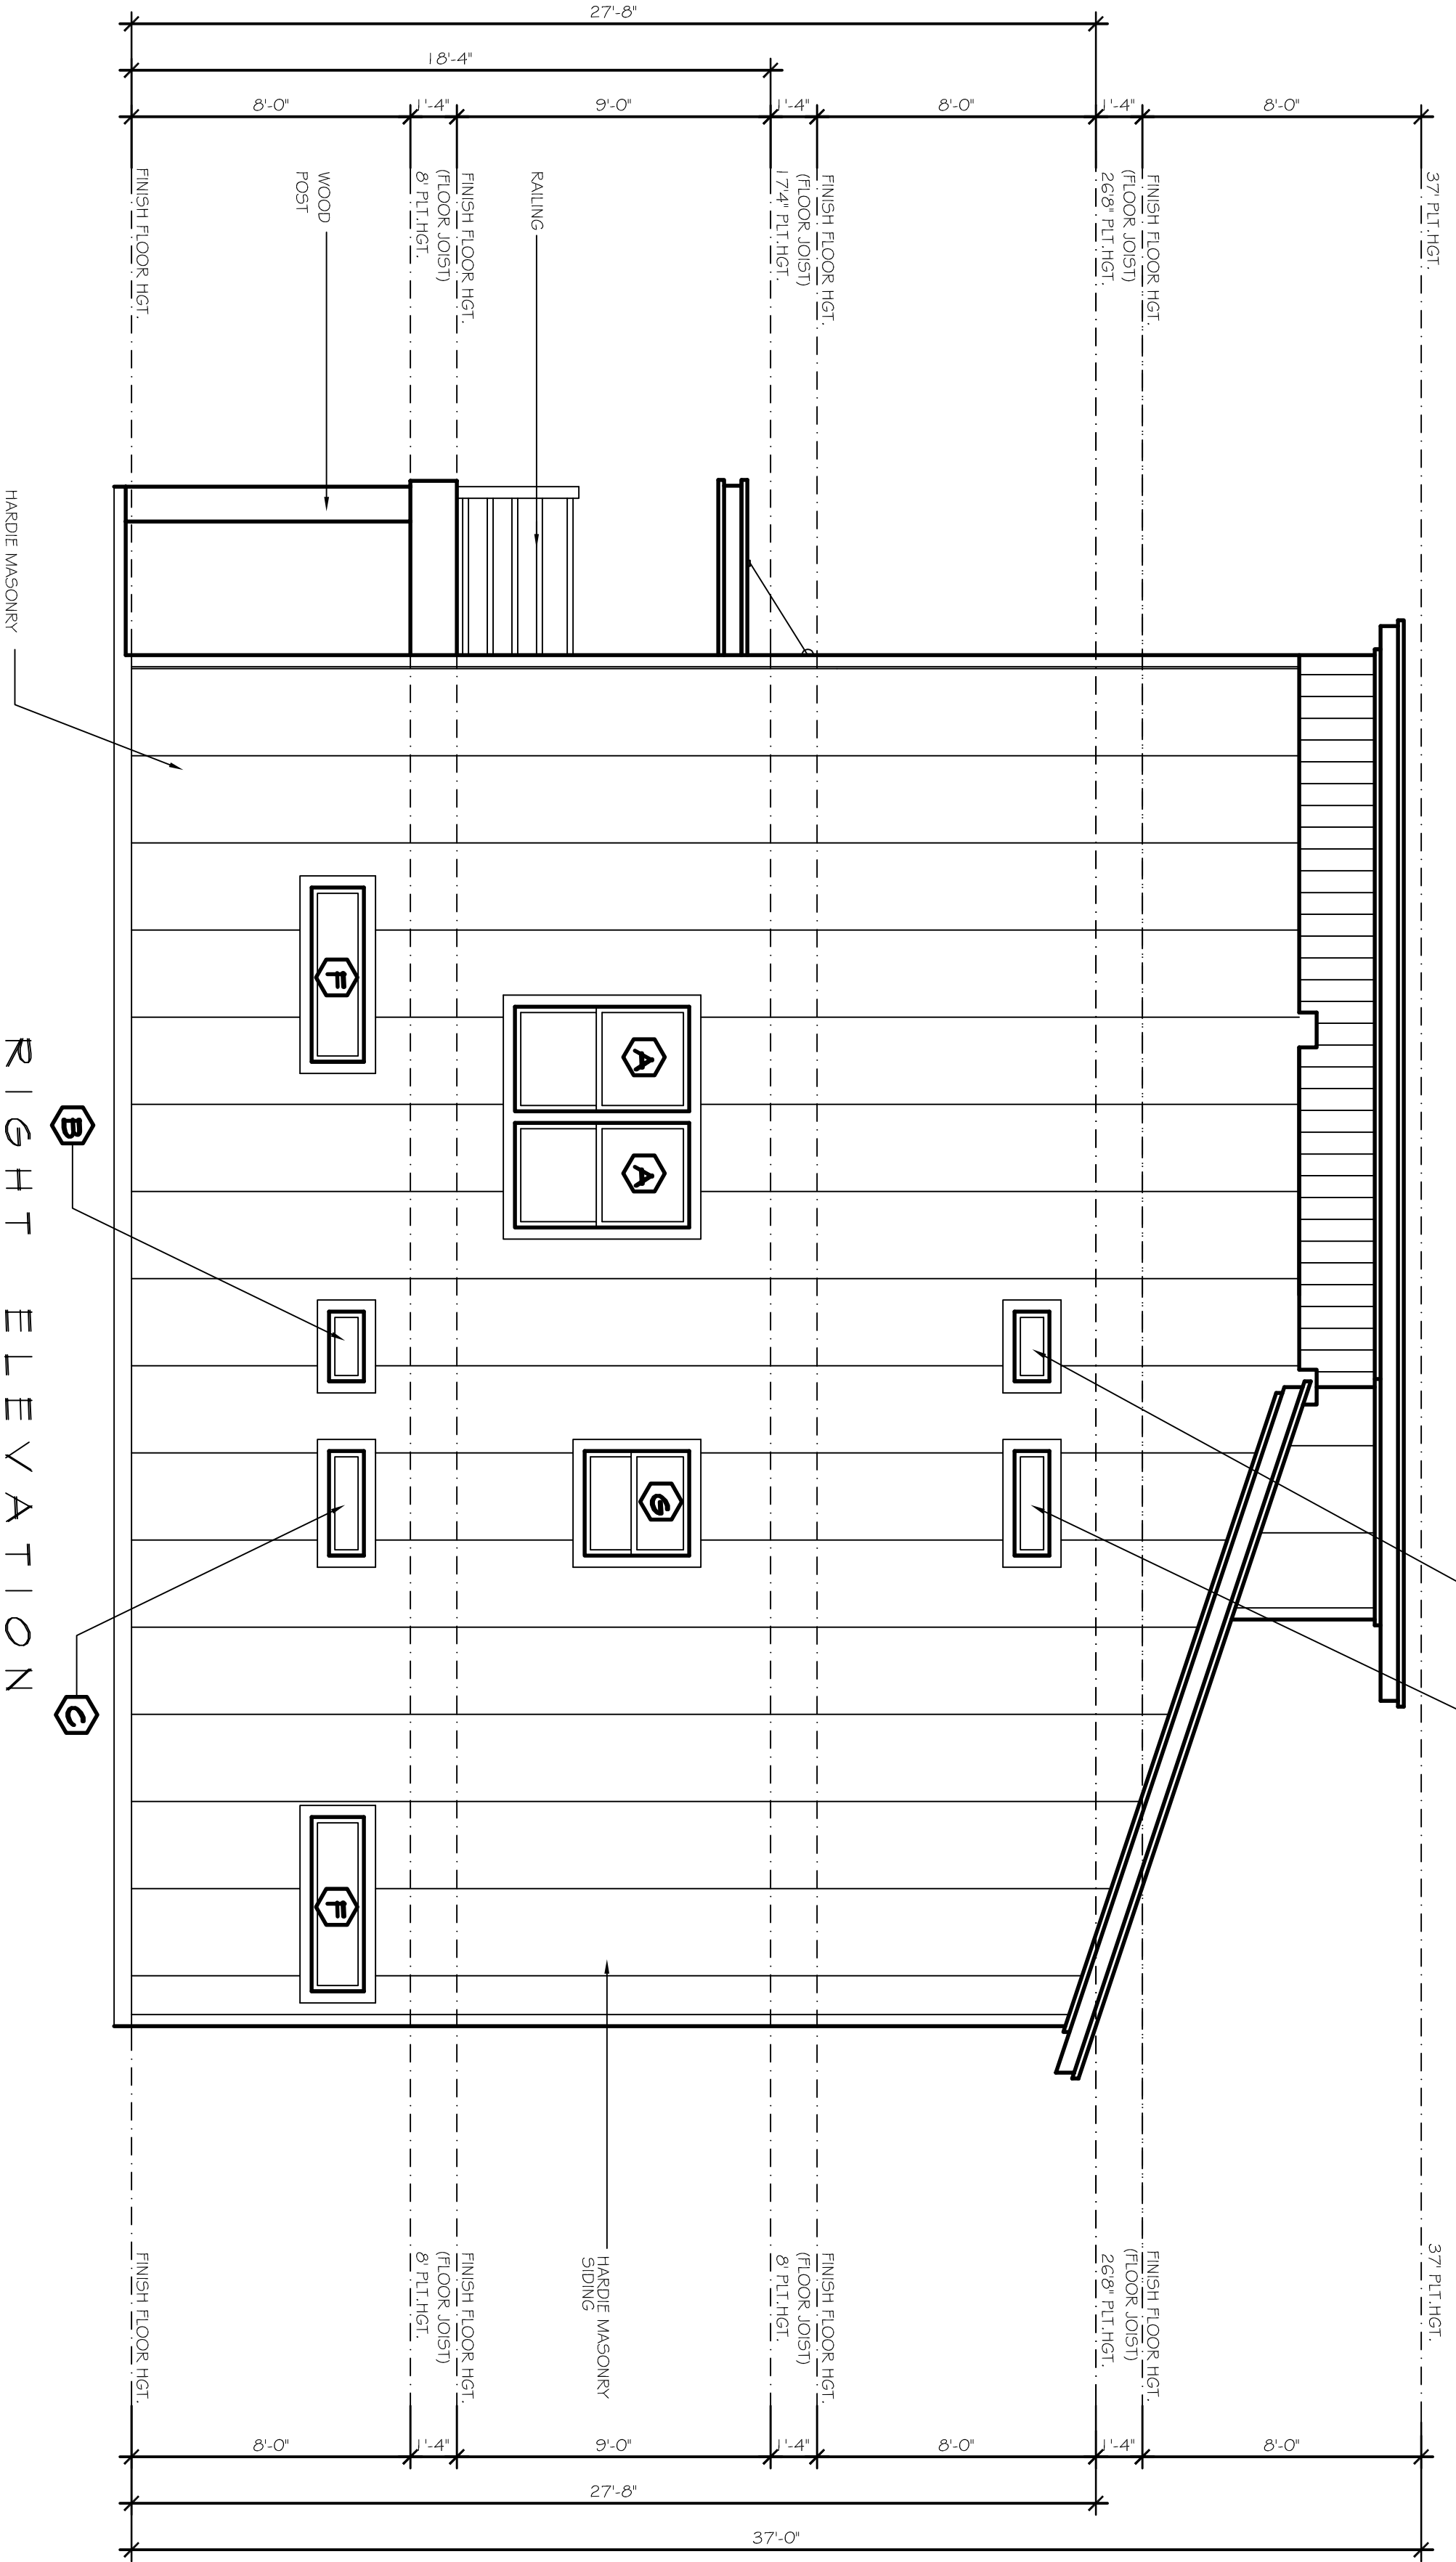 27'-8"
18'-4"
8'-0"
1'-4"
9'-0"
1'-4"
8'-0"
1'-4"
8'-0"
37' PLT.HGT.
FINISH FLOOR HGT.
(FLOOR JOIST)
26'8" PLT.HGT.
FINISH FLOOR HGT.
(FLOOR JOIST)
17'4" PLT.HGT.
RAILING
FINISH FLOOR HGT.
(FLOOR JOIST)
8' PLT.HGT.
WOOD
POST
FINISH FLOOR HGT.
HARDIE MASONRY
F
A
A
B
G
C
F
37' PLT.HGT.
FINISH FLOOR HGT.
(FLOOR JOIST)
26'8" PLT.HGT.
FINISH FLOOR HGT.
(FLOOR JOIST)
8' PLT.HGT.
HARDIE MASONRY
SIDING
FINISH FLOOR HGT.
(FLOOR JOIST)
8' PLT.HGT.
FINISH FLOOR HGT.
8'-0"
1'-4"
9'-0"
1'-4"
8'-0"
1'-4"
8'-0"
27'-8"
37'-0"
RIGHT ELEVATION